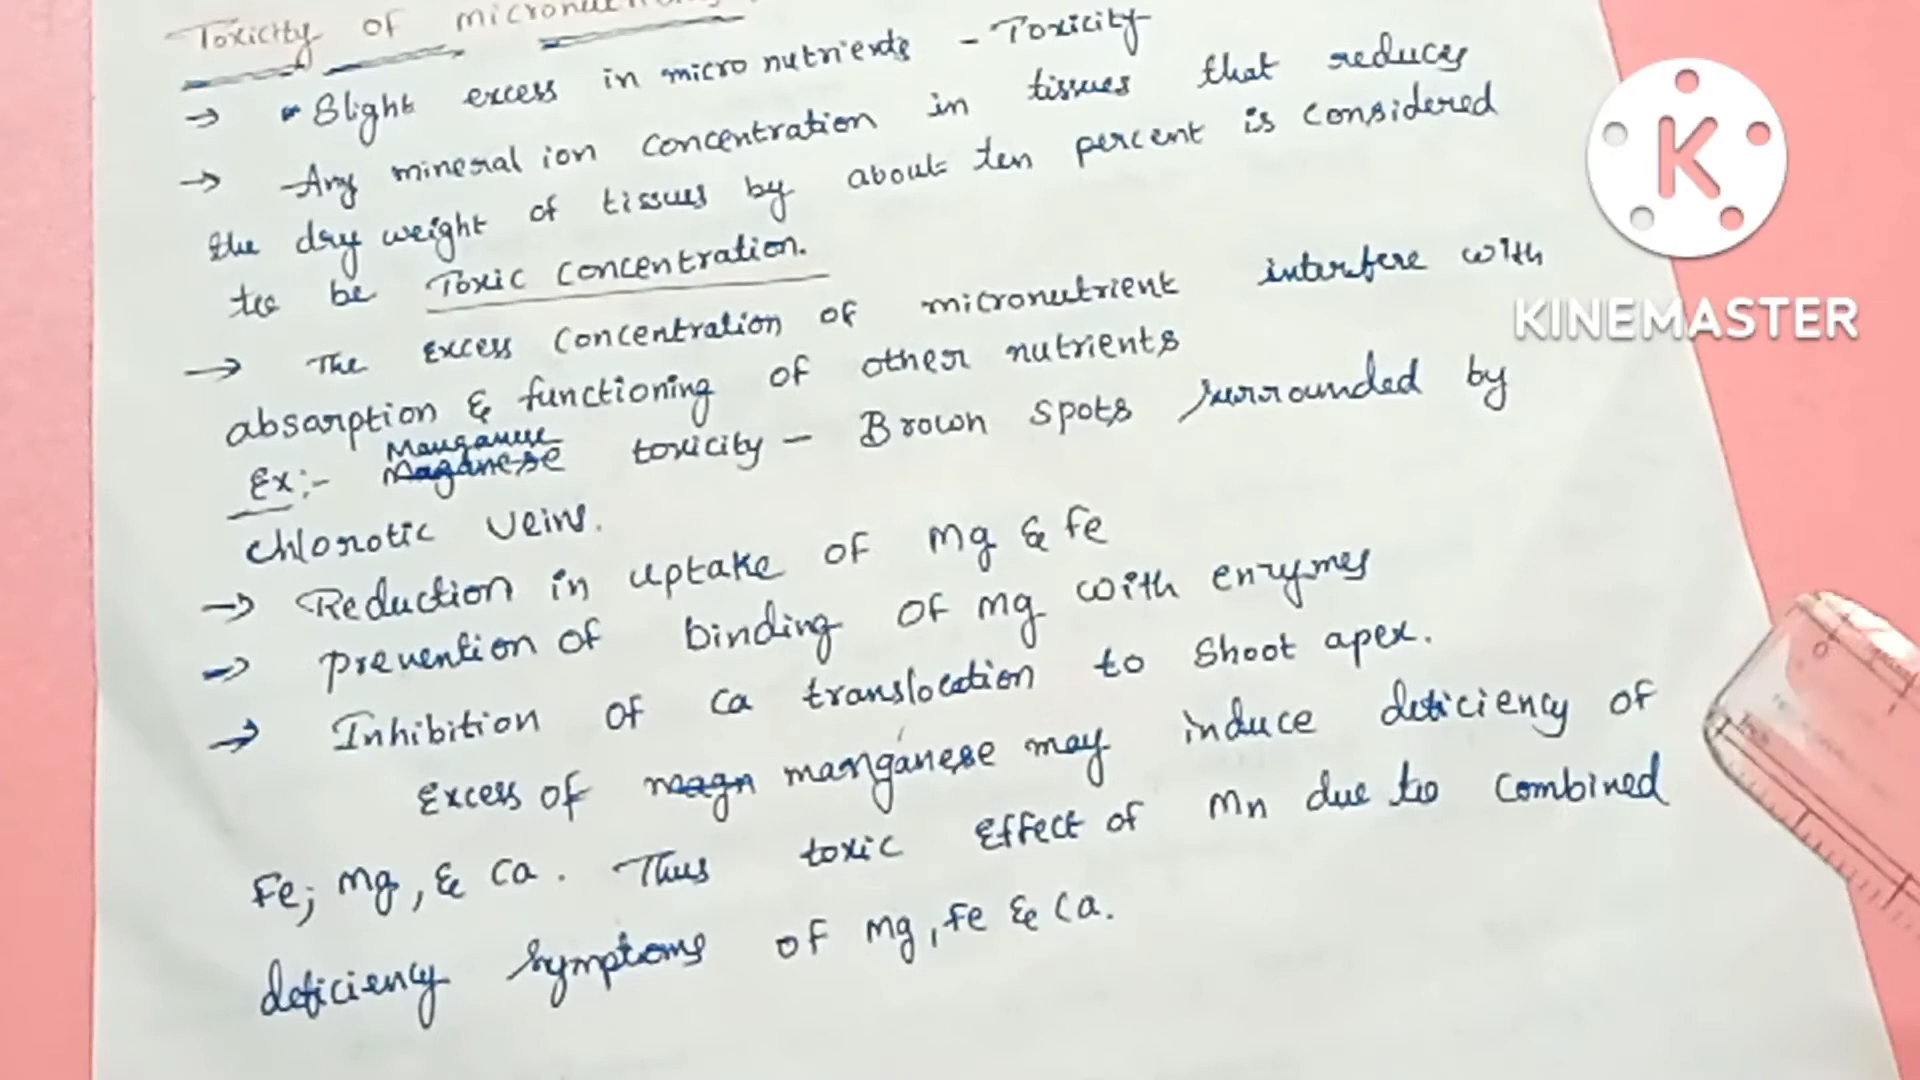 Toxicity of micronutrients
→ Slight excess in micro nutrients - Toxicity
→ Any mineral ion concentration in tissues that reduces
the dry weight of tissues by about ten percent is considered
to be Toxic Concentration.
→ The Excess Concentration of micronutrient interfere with
absorption & functioning of other nutrients
Manganese
Ex:- Maganese toxicity - Brown spots surrounded by
chlorotic veins.
→ Reduction in uptake of Mg & Fe
→ prevention of binding of Mg with enzymes
→ Inhibition of Ca translocation to Shoot apex.
Excess of magn manganese may induce deficiency of
Fe, Mg, & Ca. Thus toxic Effect of Mn due to combined
deficiency symptoms of Mg, Fe & Ca.
K
KINEMASTER
0